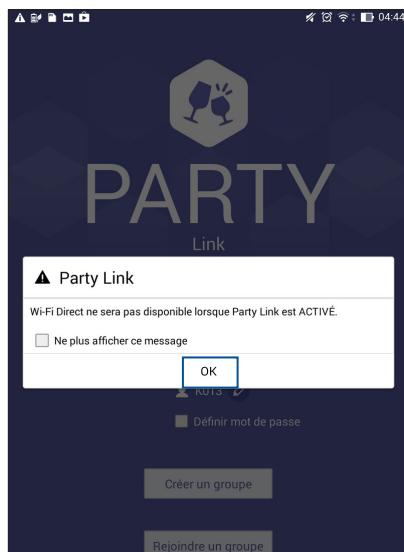 04:44
PARTY
Link
Party Link
Wi-Fi Direct ne sera pas disponible lorsque Party Link est ACTIVÉ.
Ne plus afficher ce message
OK
K013
Définir mot de passe
Créer un groupe
Rejoindre un groupe